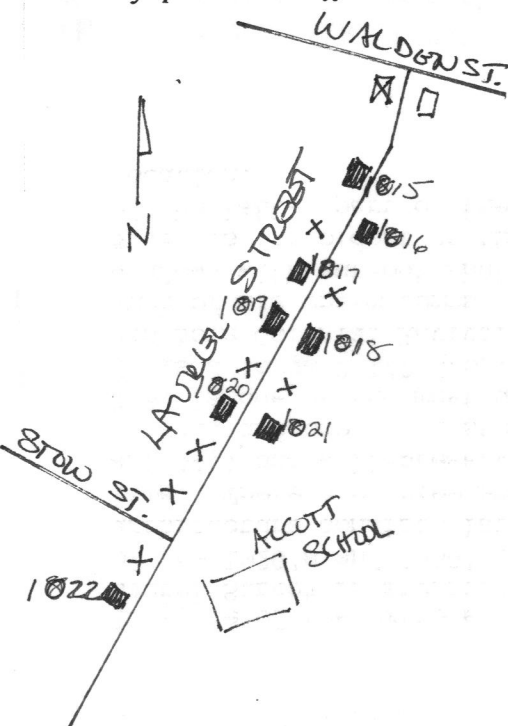 WALDEN ST.
1815
1816
N
LAUREL STREET
1817
1819
1818
1820
1821
STOW ST.
ALCOTT
SCHOOL
1822